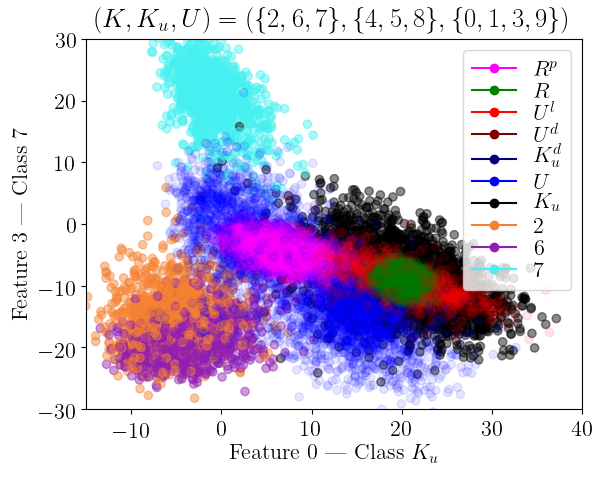 (K, K_u, U) = ({2, 6, 7}, {4, 5, 8}, {0, 1, 3, 9})
30
20
10
0
−10
−20
−30
Feature 3 — Class 7
R^p
R
U^l
U^d
K_u^d
U
K_u
2
6
7
−10
0
10
20
30
40
Feature 0 — Class K_u